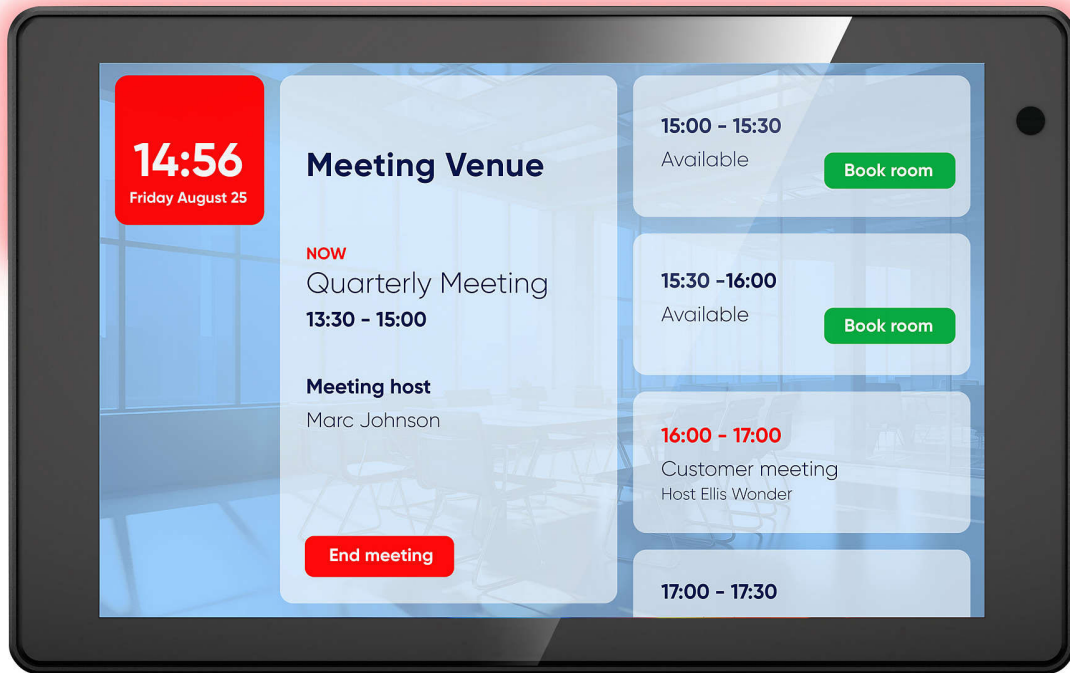 14:56
Friday August 25
Meeting Venue
NOW
Quarterly Meeting
13:30 - 15:00
Meeting host
Marc Johnson
End meeting
15:00 - 15:30
Available
Book room
15:30 -16:00
Available
Book room
16:00 - 17:00
Customer meeting
Host Ellis Wonder
17:00 - 17:30